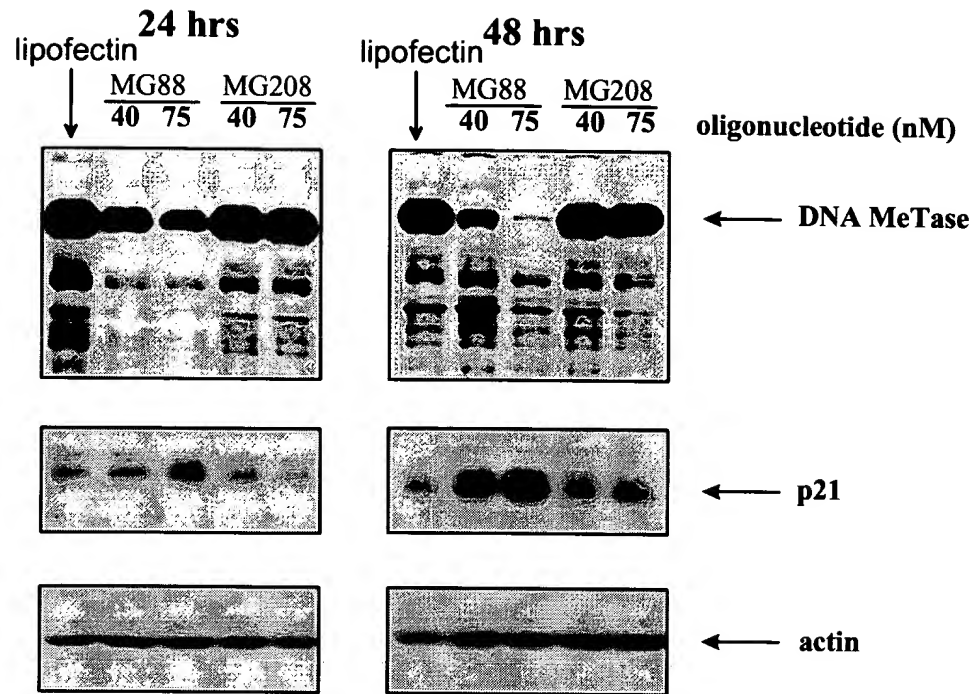 24 hrs
48 hrs
lipofectin
lipofectin
MG88 MG208
MG88 MG208
40 75 40 75
40 75 40 75
oligonucleotide (nM)
DNA MeTase
p21
actin